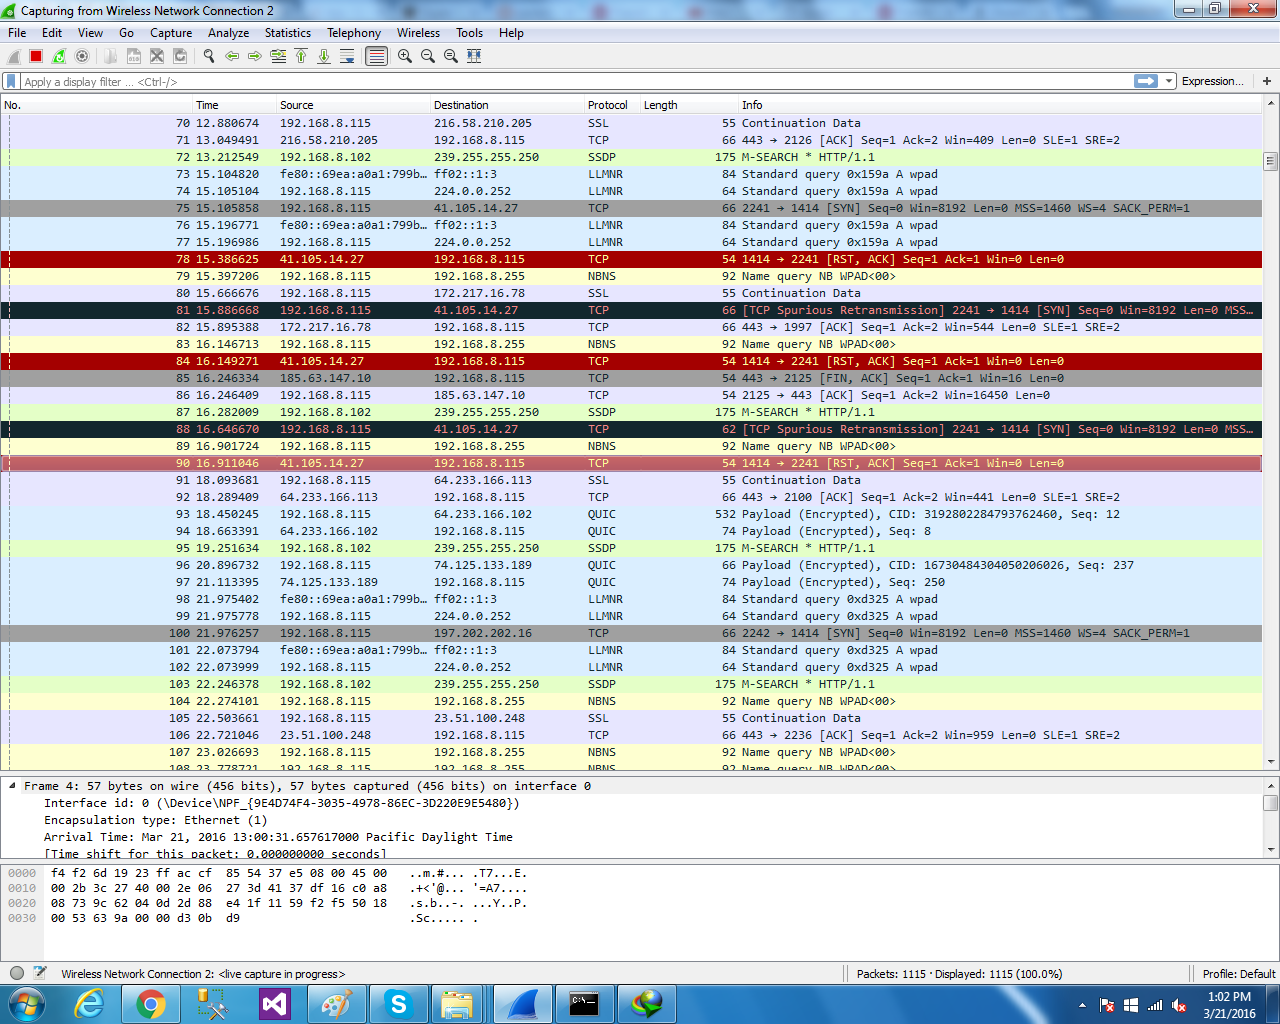 Capturing from Wireless Network Connection 2
File Edit View Go Capture Analyze Statistics Telephony Wireless Tools Help
Apply a display filter ... <Ctrl-/> Expression... +
No. Time Source Destination Protocol Length Info
70 12.880674 192.168.8.115 216.58.210.205 SSL 55 Continuation Data
71 13.049491 216.58.210.205 192.168.8.115 TCP 66 443 → 2126 [ACK] Seq=1 Ack=2 Win=409 Len=0 SLE=1 SRE=2
72 13.212549 192.168.8.102 239.255.255.250 SSDP 175 M-SEARCH * HTTP/1.1
73 15.104820 fe80::69ea:a0a1:799b… ff02::1:3 LLMNR 84 Standard query 0x159a A wpad
74 15.105104 192.168.8.115 224.0.0.252 LLMNR 64 Standard query 0x159a A wpad
75 15.105858 192.168.8.115 41.105.14.27 TCP 66 2241 → 1414 [SYN] Seq=0 Win=8192 Len=0 MSS=1460 WS=4 SACK_PERM=1
76 15.196771 fe80::69ea:a0a1:799b… ff02::1:3 LLMNR 84 Standard query 0x159a A wpad
77 15.196986 192.168.8.115 224.0.0.252 LLMNR 64 Standard query 0x159a A wpad
78 15.386625 41.105.14.27 192.168.8.115 TCP 54 1414 → 2241 [RST, ACK] Seq=1 Ack=1 Win=0 Len=0
79 15.397206 192.168.8.115 192.168.8.255 NBNS 92 Name query NB WPAD<00>
80 15.666676 192.168.8.115 172.217.16.78 SSL 55 Continuation Data
81 15.886668 192.168.8.115 41.105.14.27 TCP 66 [TCP Spurious Retransmission] 2241 → 1414 [SYN] Seq=0 Win=8192 Len=0 MSS…
82 15.895388 172.217.16.78 192.168.8.115 TCP 66 443 → 1997 [ACK] Seq=1 Ack=2 Win=544 Len=0 SLE=1 SRE=2
83 16.146713 192.168.8.115 192.168.8.255 NBNS 92 Name query NB WPAD<00>
84 16.149271 41.105.14.27 192.168.8.115 TCP 54 1414 → 2241 [RST, ACK] Seq=1 Ack=1 Win=0 Len=0
85 16.246334 185.63.147.10 192.168.8.115 TCP 54 443 → 2125 [FIN, ACK] Seq=1 Ack=1 Win=16 Len=0
86 16.246409 192.168.8.115 185.63.147.10 TCP 54 2125 → 443 [ACK] Seq=1 Ack=2 Win=16450 Len=0
87 16.282009 192.168.8.102 239.255.255.250 SSDP 175 M-SEARCH * HTTP/1.1
88 16.646670 192.168.8.115 41.105.14.27 TCP 62 [TCP Spurious Retransmission] 2241 → 1414 [SYN] Seq=0 Win=8192 Len=0 MSS…
89 16.901724 192.168.8.115 192.168.8.255 NBNS 92 Name query NB WPAD<00>
90 16.911046 41.105.14.27 192.168.8.115 TCP 54 1414 → 2241 [RST, ACK] Seq=1 Ack=1 Win=0 Len=0
91 18.093681 192.168.8.115 64.233.166.113 SSL 55 Continuation Data
92 18.289409 64.233.166.113 192.168.8.115 TCP 66 443 → 2100 [ACK] Seq=1 Ack=2 Win=441 Len=0 SLE=1 SRE=2
93 18.450245 192.168.8.115 64.233.166.102 QUIC 532 Payload (Encrypted), CID: 3192802284793762460, Seq: 12
94 18.663391 64.233.166.102 192.168.8.115 QUIC 74 Payload (Encrypted), Seq: 8
95 19.251634 192.168.8.102 239.255.255.250 SSDP 175 M-SEARCH * HTTP/1.1
96 20.896732 192.168.8.115 74.125.133.189 QUIC 66 Payload (Encrypted), CID: 16730484304050206026, Seq: 237
97 21.113395 74.125.133.189 192.168.8.115 QUIC 74 Payload (Encrypted), Seq: 250
98 21.975402 fe80::69ea:a0a1:799b… ff02::1:3 LLMNR 84 Standard query 0xd325 A wpad
99 21.975778 192.168.8.115 224.0.0.252 LLMNR 64 Standard query 0xd325 A wpad
100 21.976257 192.168.8.115 197.202.202.16 TCP 66 2242 → 1414 [SYN] Seq=0 Win=8192 Len=0 MSS=1460 WS=4 SACK_PERM=1
101 22.073794 fe80::69ea:a0a1:799b… ff02::1:3 LLMNR 84 Standard query 0xd325 A wpad
102 22.073999 192.168.8.115 224.0.0.252 LLMNR 64 Standard query 0xd325 A wpad
103 22.246378 192.168.8.102 239.255.255.250 SSDP 175 M-SEARCH * HTTP/1.1
104 22.274101 192.168.8.115 192.168.8.255 NBNS 92 Name query NB WPAD<00>
105 22.503661 192.168.8.115 23.51.100.248 SSL 55 Continuation Data
106 22.721046 23.51.100.248 192.168.8.115 TCP 66 443 → 2236 [ACK] Seq=1 Ack=2 Win=959 Len=0 SLE=1 SRE=2
107 23.026693 192.168.8.115 192.168.8.255 NBNS 92 Name query NB WPAD<00>
108 23.778721 192.168.8.115 192.168.8.255 NBNS 92 Name query NB WPAD<00>
Frame 4: 57 bytes on wire (456 bits), 57 bytes captured (456 bits) on interface 0
Interface id: 0 (\Device\NPF_{9E4D74F4-3035-4978-86EC-3D220E9E5480})
Encapsulation type: Ethernet (1)
Arrival Time: Mar 21, 2016 13:00:31.657617000 Pacific Daylight Time
[Time shift for this packet: 0.000000000 seconds]
0000 f4 f2 6d 19 23 ff ac cf 85 54 37 e5 08 00 45 00 ..m.#... .T7...E.
0010 00 2b 3c 27 40 00 2e 06 27 3d 41 37 df 16 c0 a8 .+<'@... '=A7....
0020 08 73 9c 62 04 0d 2d 88 e4 1f 11 59 f2 f5 50 18 .s.b..-. ...Y..P.
0030 00 53 63 9a 00 00 d3 0b d9 .Sc..... .
Wireless Network Connection 2: <live capture in progress> Packets: 1115 · Displayed: 1115 (100.0%) Profile: Default
1:02 PM
3/21/2016